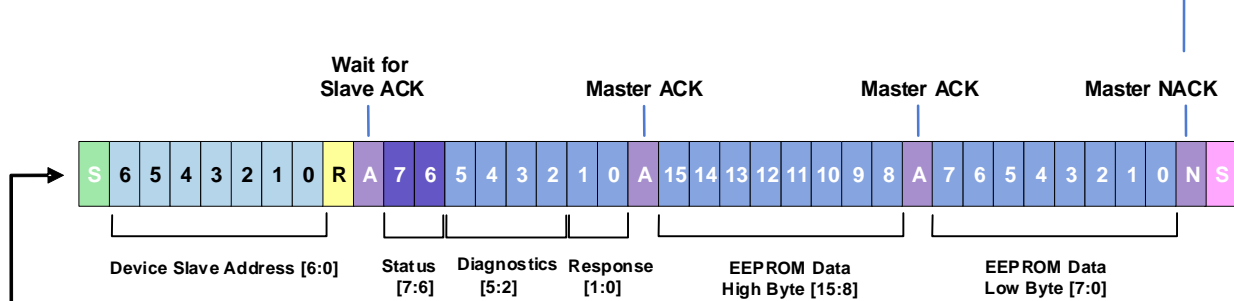 Wait for
Slave ACK
Master ACK
Master ACK
Master NACK
S 6 5 4 3 2 1 0 R A 7 6 5 4 3 2 1 0 A 15 14 13 12 11 10 9 8 A 7 6 5 4 3 2 1 0 N S
Device Slave Address [6:0]
Status
[7:6]
Diagnostics
[5:2]
Response
[1:0]
EEPROM Data
High Byte [15:8]
EEPROM Data
Low Byte [7:0]